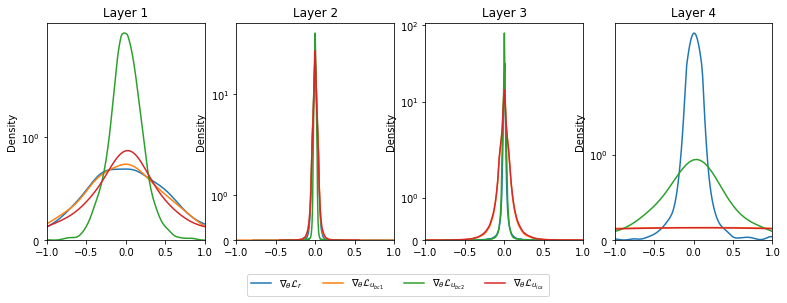 Layer 1 Layer 2 Layer 3 Layer 4
Density Density Density Density
10⁰ 0 10¹ 10⁰ 0 10² 10¹ 10⁰ 0 10⁰ 0
−1.0 −0.5 0.0 0.5 1.0 −1.0 −0.5 0.0 0.5 1.0 −1.0 −0.5 0.0 0.5 1.0 −1.0 −0.5 0.0 0.5 1.0
∇θℒr ∇θℒu_bc1 ∇θℒu_bc2 ∇θℒu_ics